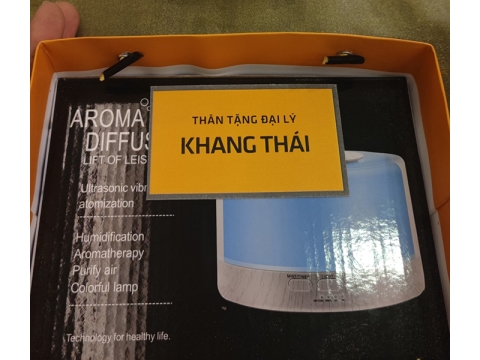 AROMA
DIFFUS
LIFT OF LEIS
Ultrasonic vibr
atomization
Humidification
Aromatherapy
Purify air
Colorful lamp
Technology for healthy life.
THÂN TẶNG ĐẠI LÝ
KHANG THÁI